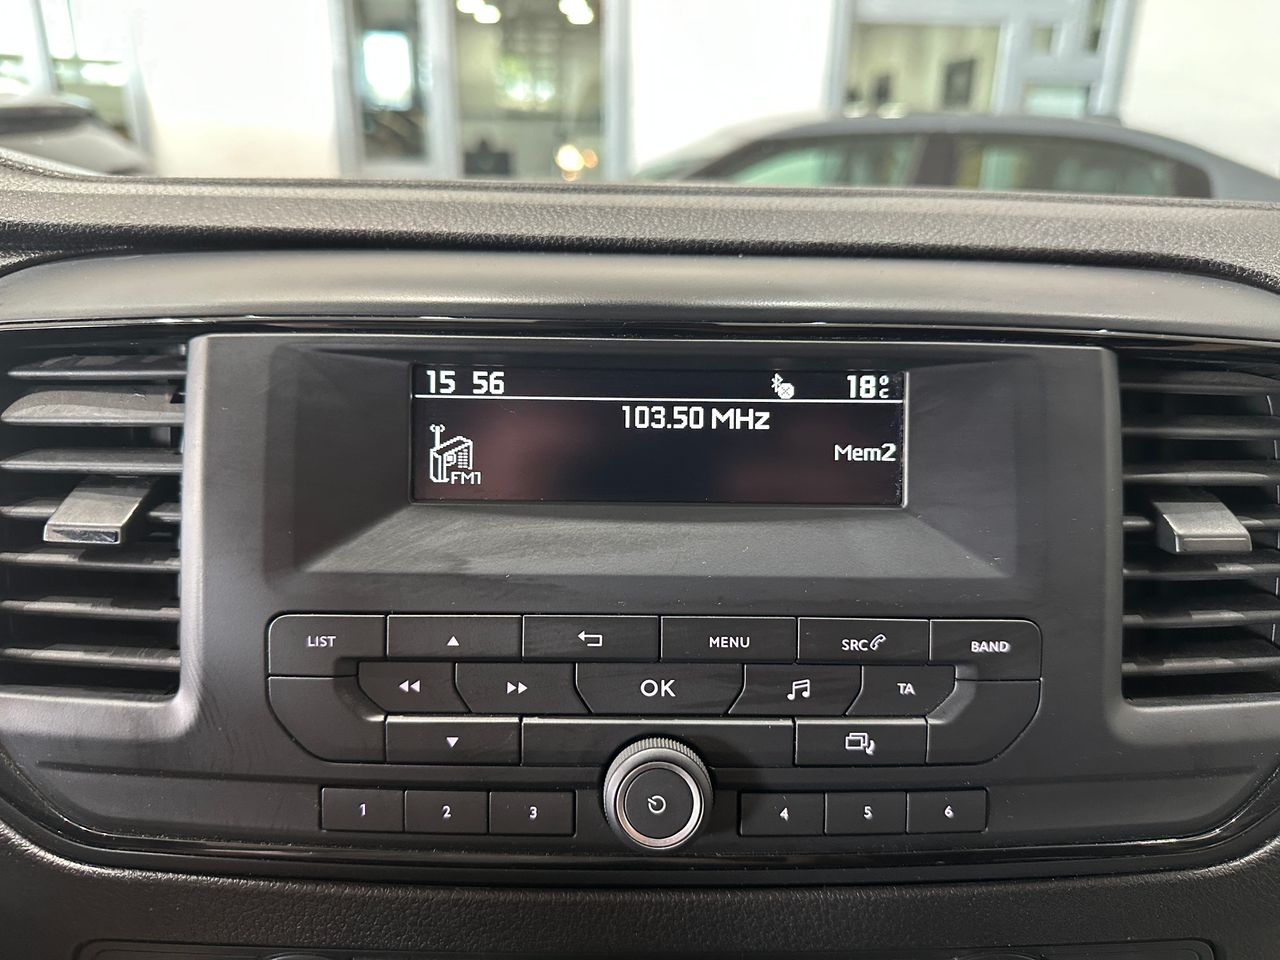 15 56 18°C
103.50 MHz
Mem2
FM1
LIST MENU SRC BAND
OK TA
1 2 3 4 5 6